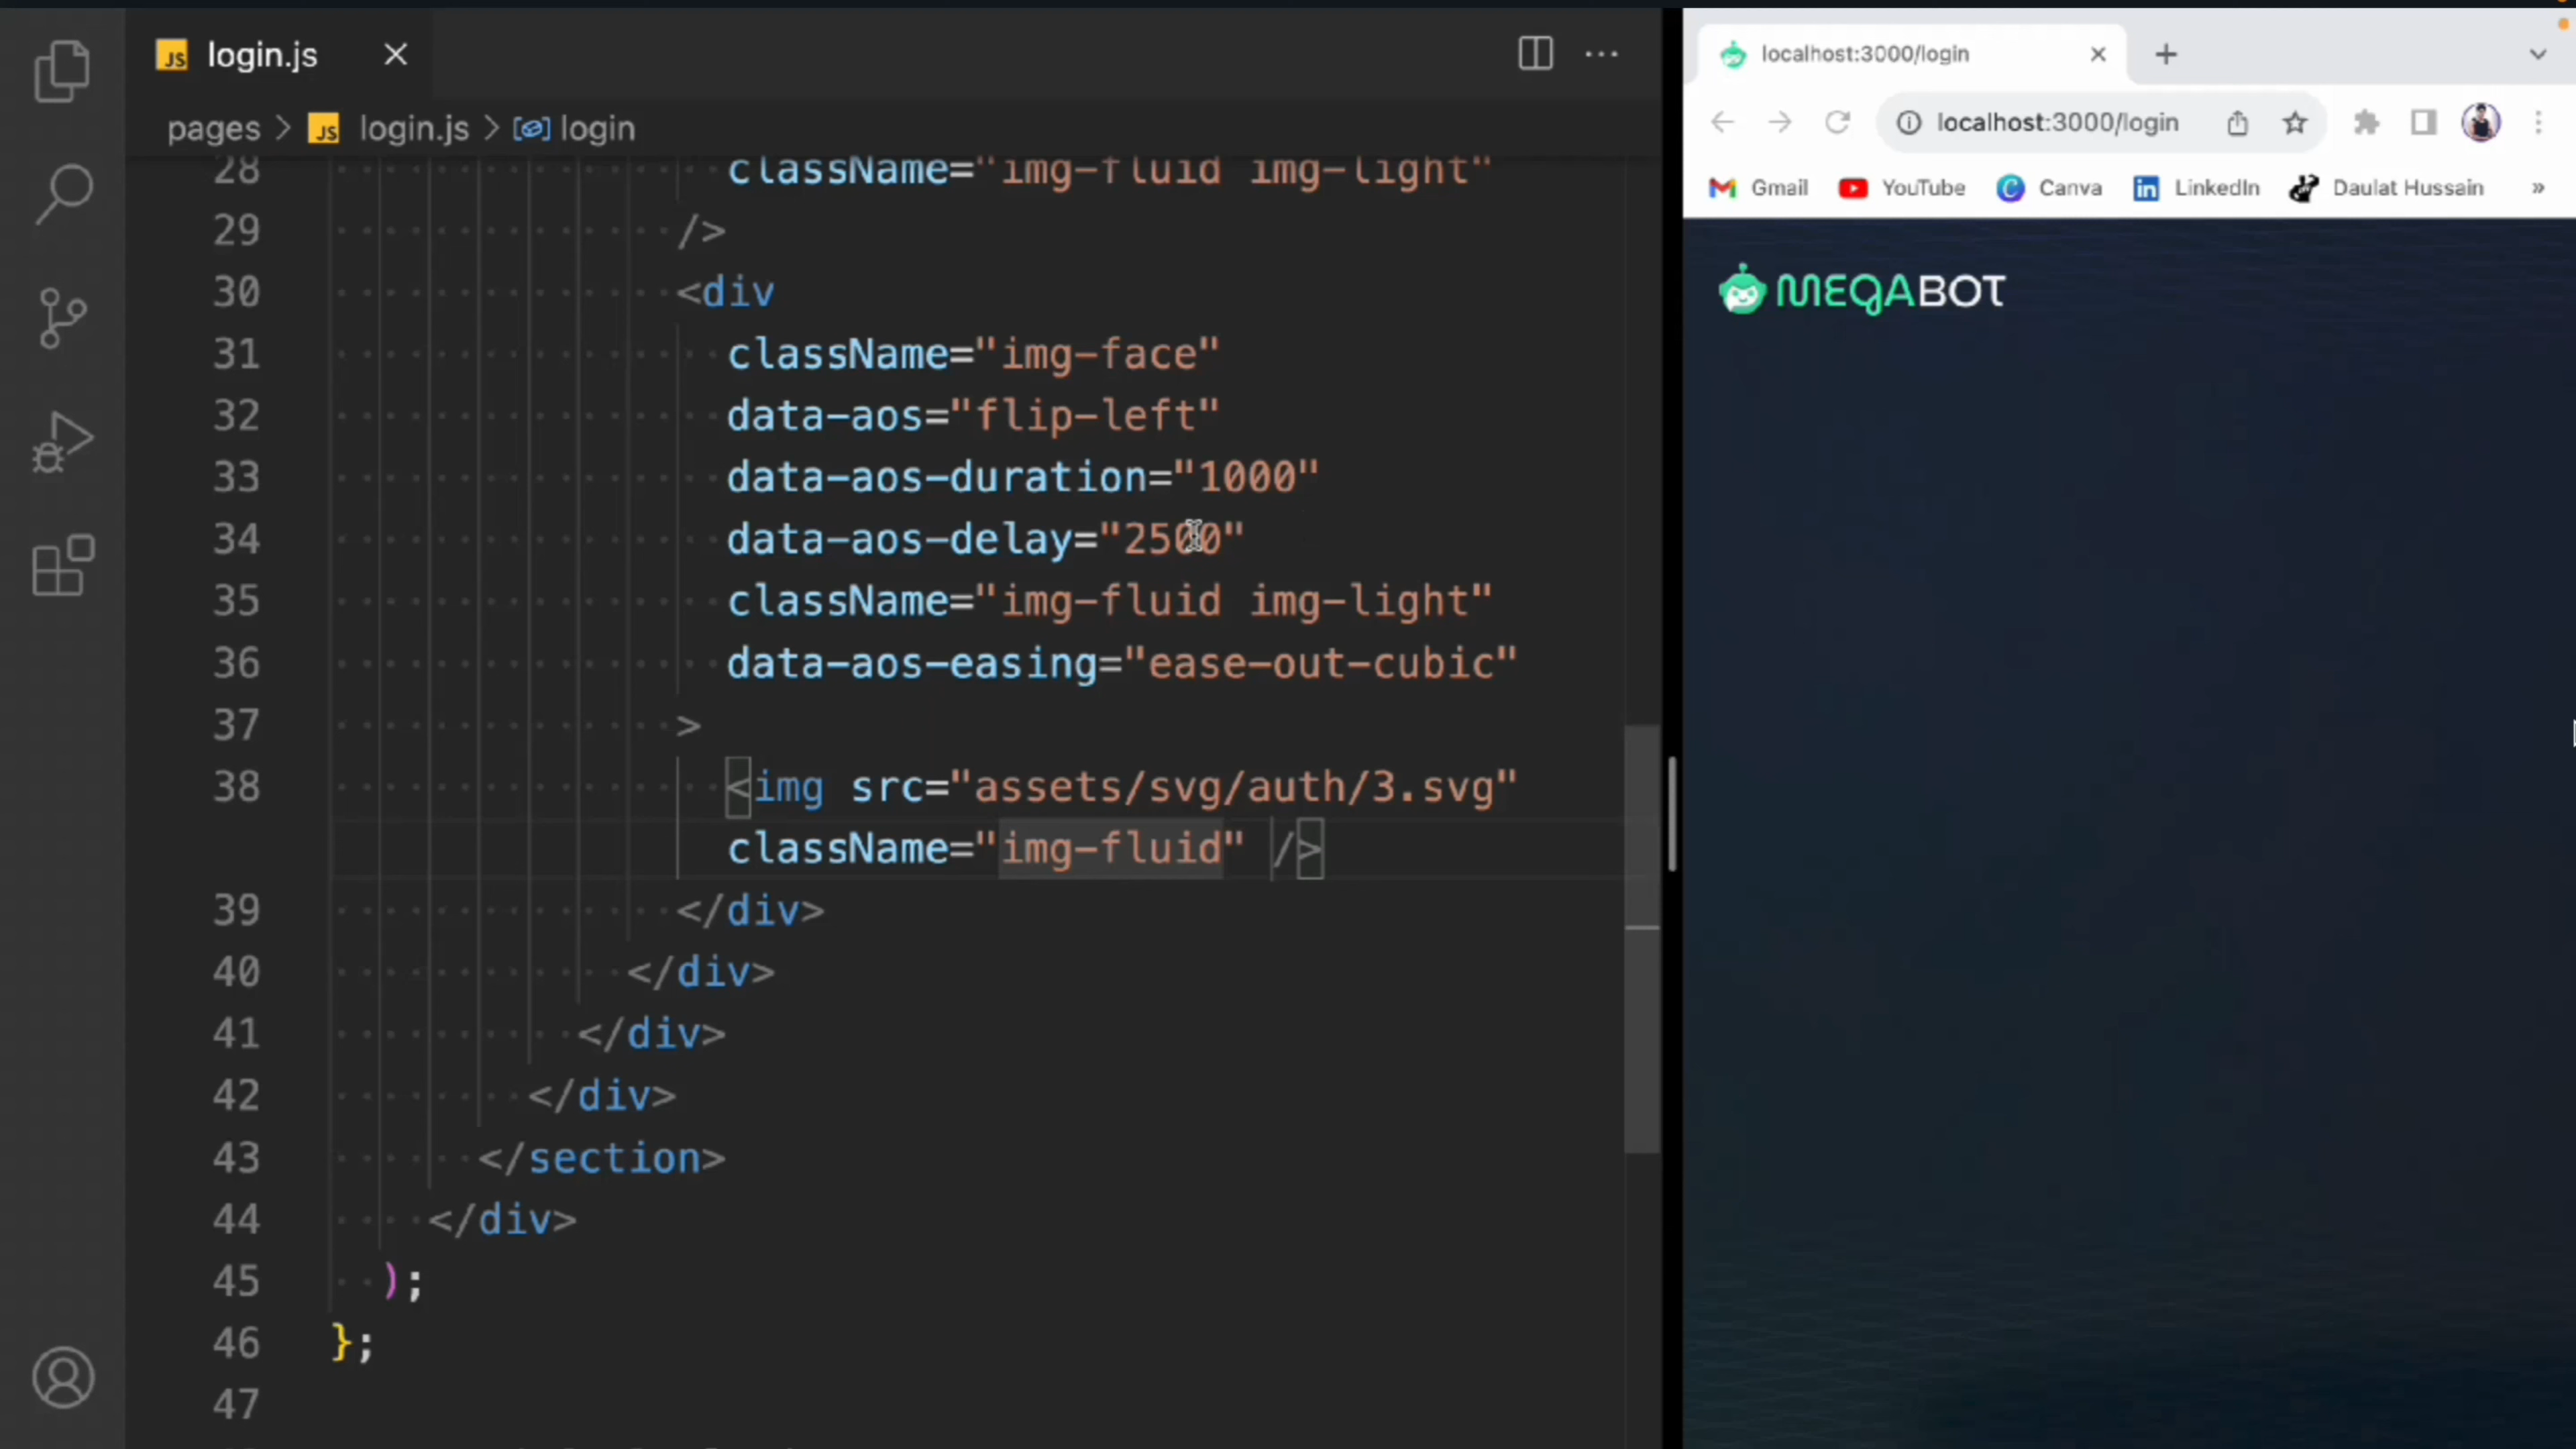 login.js
pages > login.js > login
28 className="img-fluid img-light"
29 />
30 <div
31 className="img-face"
32 data-aos="flip-left"
33 data-aos-duration="1000"
34 data-aos-delay="2500"
35 className="img-fluid img-light"
36 data-aos-easing="ease-out-cubic"
37 >
38 <img src="assets/svg/auth/3.svg"
className="img-fluid" />
39 </div>
40 </div>
41 </div>
42 </div>
43 </section>
44 </div>
45 );
46 };
47
localhost:3000/login
localhost:3000/login
Gmail YouTube Canva LinkedIn Daulat Hussain »
MEGABOT